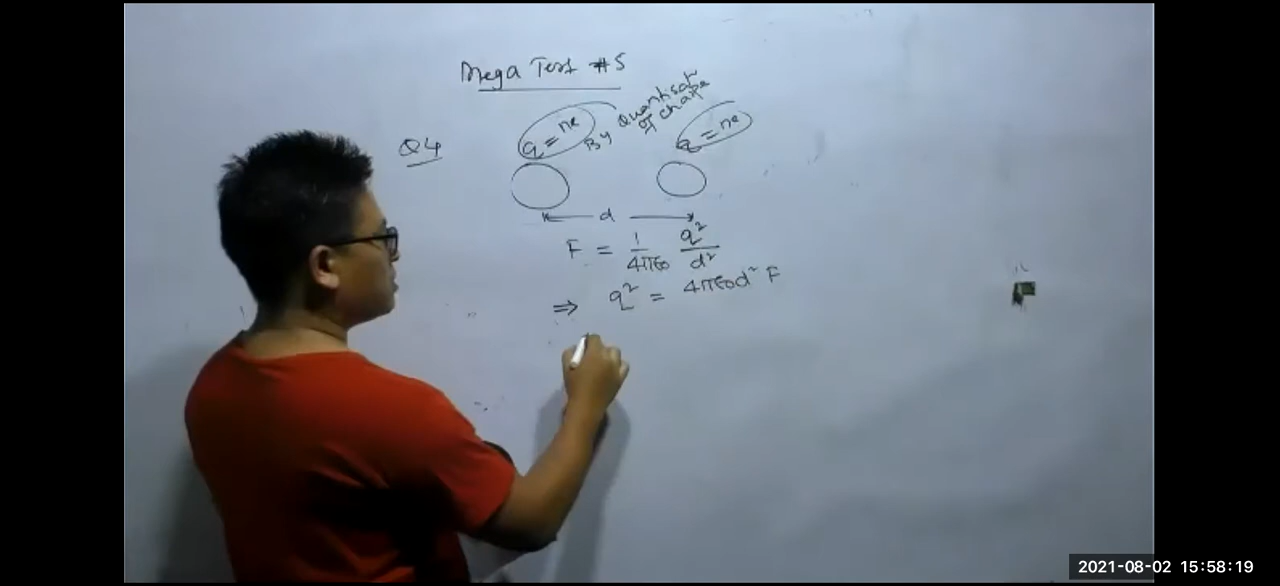 Mega Test #5
Q4
q = ne
By Quantisatn of charge
q = ne
d
F = 1/4πε0 q²/d²
⇒ q² = 4πε0d² F
2021-08-02 15:58:19